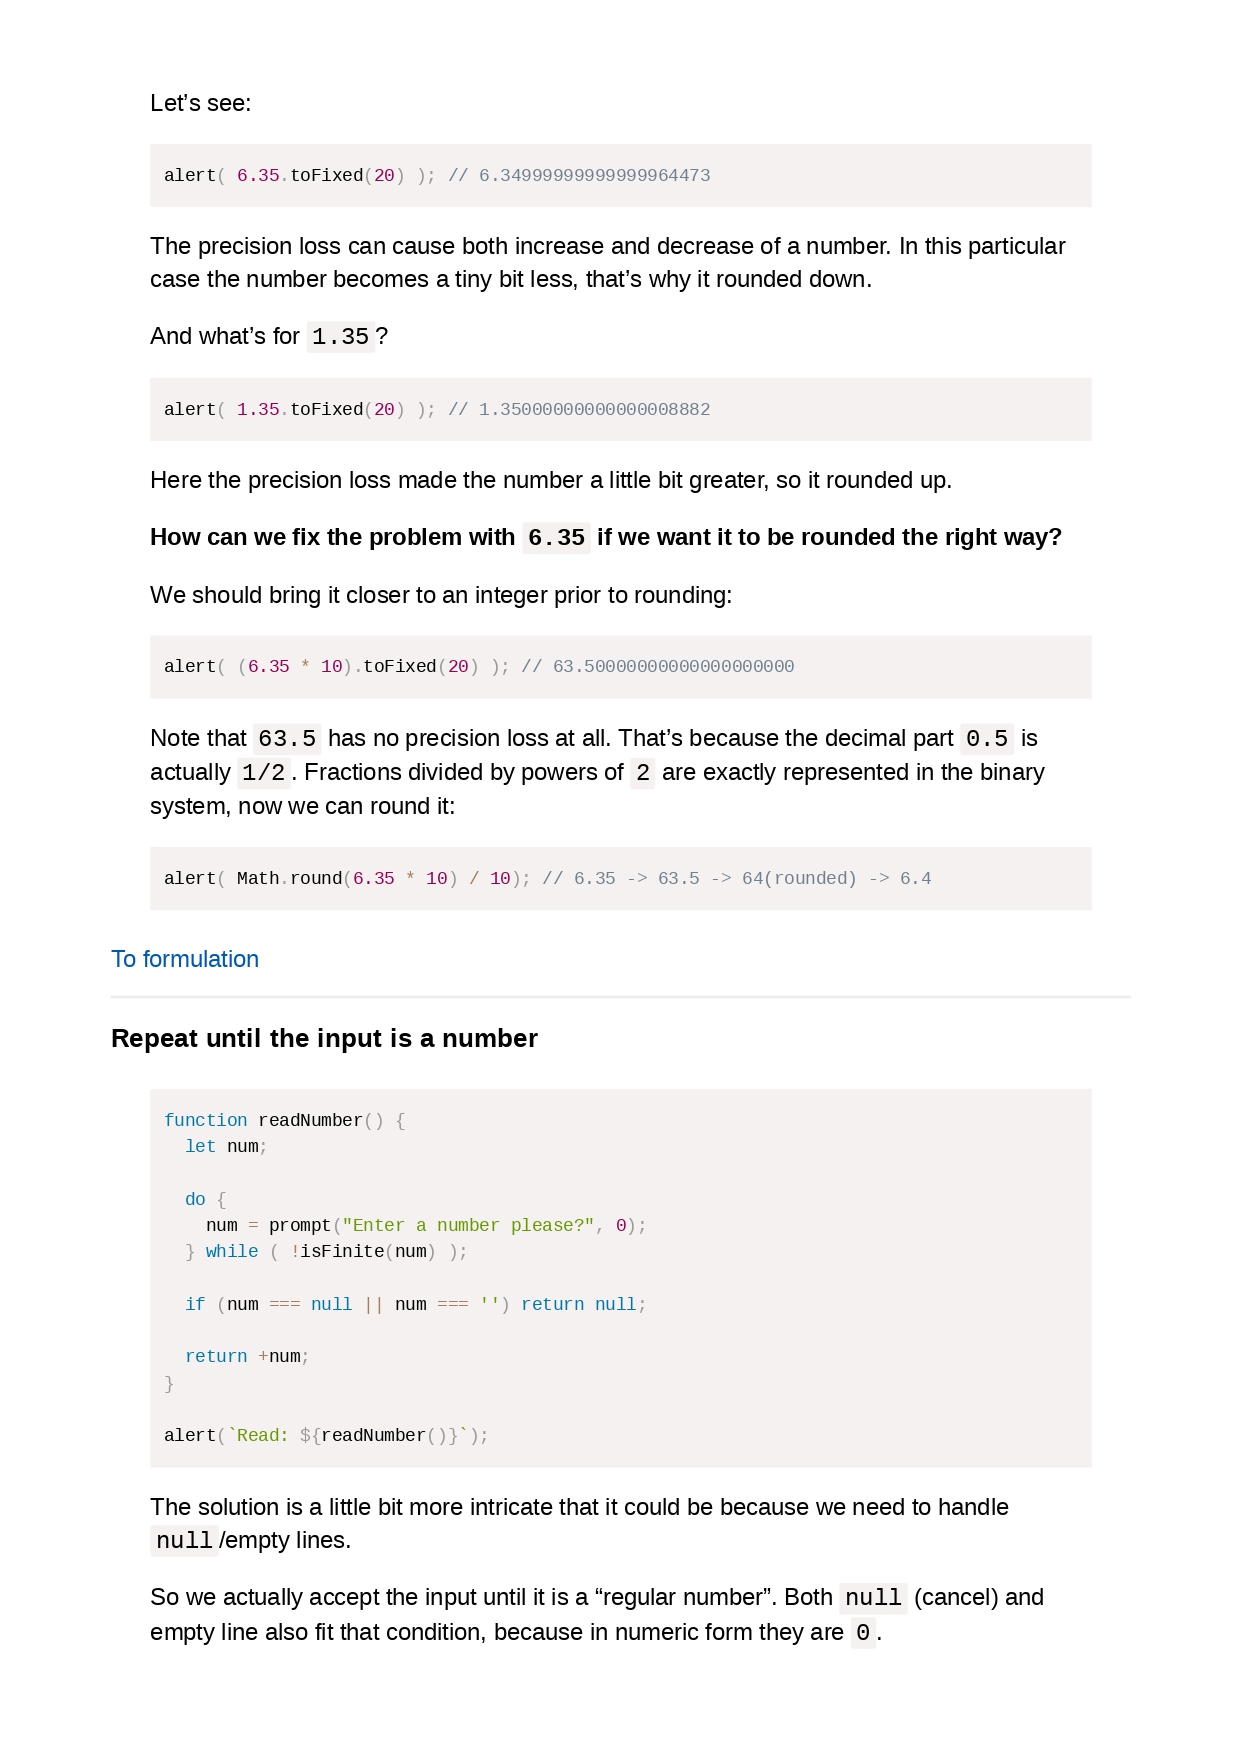 Let’s see:
alert( 6.35.toFixed(20) ); // 6.34999999999999964473
The precision loss can cause both increase and decrease of a number. In this particular
case the number becomes a tiny bit less, that’s why it rounded down.
And what’s for 1.35?
alert( 1.35.toFixed(20) ); // 1.35000000000000008882
Here the precision loss made the number a little bit greater, so it rounded up.
How can we fix the problem with 6.35 if we want it to be rounded the right way?
We should bring it closer to an integer prior to rounding:
alert( (6.35 * 10).toFixed(20) ); // 63.50000000000000000000
Note that 63.5 has no precision loss at all. That’s because the decimal part 0.5 is
actually 1/2. Fractions divided by powers of 2 are exactly represented in the binary
system, now we can round it:
alert( Math.round(6.35 * 10) / 10); // 6.35 -> 63.5 -> 64(rounded) -> 6.4
To formulation
Repeat until the input is a number
function readNumber() {
  let num;
  do {
    num = prompt("Enter a number please?", 0);
  } while ( !isFinite(num) );
  if (num === null || num === '') return null;
  return +num;
}
alert(`Read: ${readNumber()}`);
The solution is a little bit more intricate that it could be because we need to handle
null/empty lines.
So we actually accept the input until it is a “regular number”. Both null (cancel) and
empty line also fit that condition, because in numeric form they are 0.